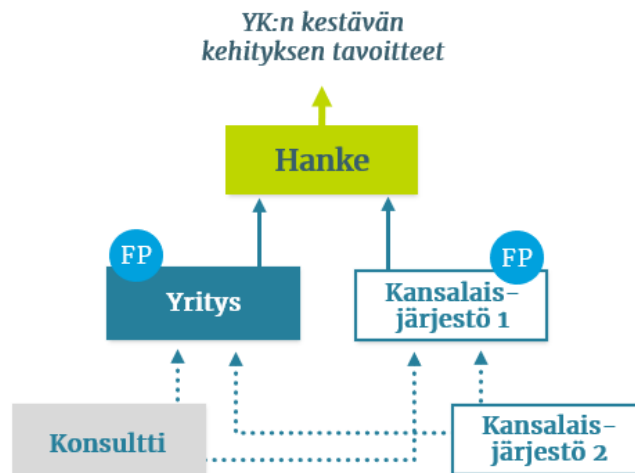 YK:n kestävän
kehityksen tavoitteet
Hanke
FP
FP
Yritys
Kansalais-
järjestö 1
Konsultti
Kansalais-
järjestö 2